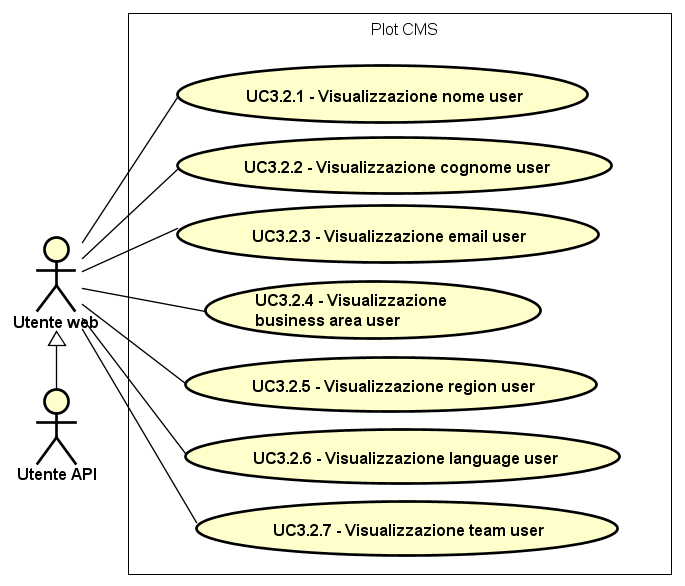 Plot CMS
UC3.2.1 - Visualizzazione nome user
UC3.2.2 - Visualizzazione cognome user
UC3.2.3 - Visualizzazione email user
UC3.2.4 - Visualizzazione
business area user
Utente web
UC3.2.5 - Visualizzazione region user
UC3.2.6 - Visualizzazione language user
Utente API
UC3.2.7 - Visualizzazione team user